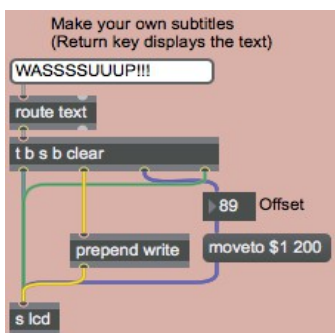 Make your own subtitles
(Return key displays the text)
WASSSSUUUP!!!
route text
t b s b clear
89 Offset
prepend write
moveto $1 200
s lcd